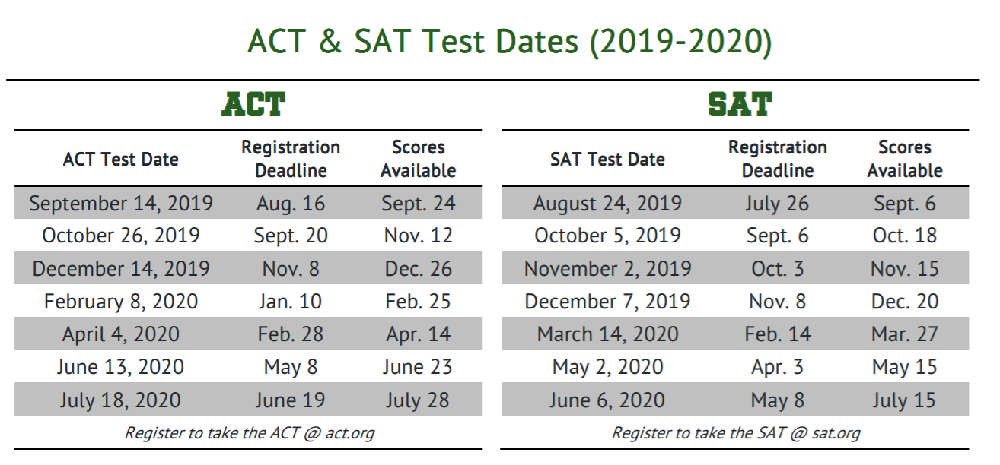 ACT & SAT Test Dates (2019-2020)
ACT
ACT Test Date Registration Deadline Scores Available
September 14, 2019 Aug. 16 Sept. 24
October 26, 2019 Sept. 20 Nov. 12
December 14, 2019 Nov. 8 Dec. 26
February 8, 2020 Jan. 10 Feb. 25
April 4, 2020 Feb. 28 Apr. 14
June 13, 2020 May 8 June 23
July 18, 2020 June 19 July 28
Register to take the ACT @ act.org
SAT
SAT Test Date Registration Deadline Scores Available
August 24, 2019 July 26 Sept. 6
October 5, 2019 Sept. 6 Oct. 18
November 2, 2019 Oct. 3 Nov. 15
December 7, 2019 Nov. 8 Dec. 20
March 14, 2020 Feb. 14 Mar. 27
May 2, 2020 Apr. 3 May 15
June 6, 2020 May 8 July 15
Register to take the SAT @ sat.org